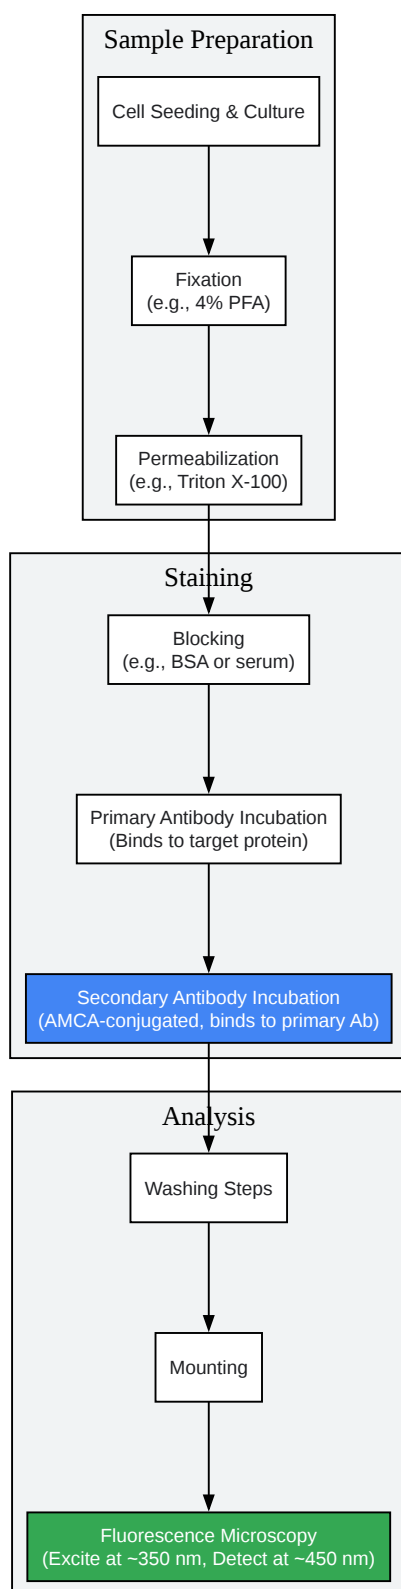 Sample Preparation
Cell Seeding & Culture
Fixation
(e.g., 4% PFA)
Permeabilization
(e.g., Triton X-100)
Staining
Blocking
(e.g., BSA or serum)
Primary Antibody Incubation
(Binds to target protein)
Secondary Antibody Incubation
(AMCA-conjugated, binds to primary Ab)
Analysis
Washing Steps
Mounting
Fluorescence Microscopy
(Excite at ~350 nm, Detect at ~450 nm)